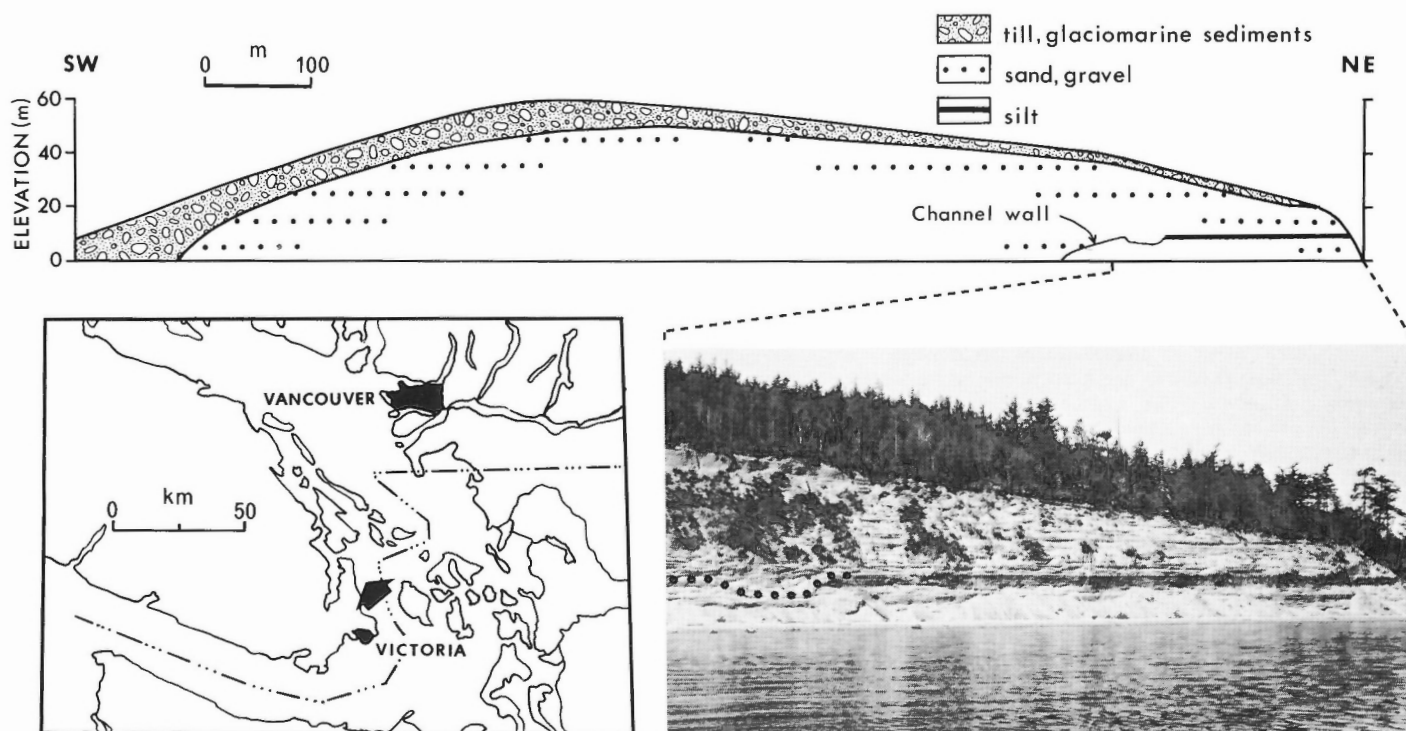 till, glaciomarine sediments
m
SW
0 100
sand, gravel
NE
silt
ELEVATION (m)
60
40
20
0
Channel wall
VANCOUVER
km
0 50
VICTORIA